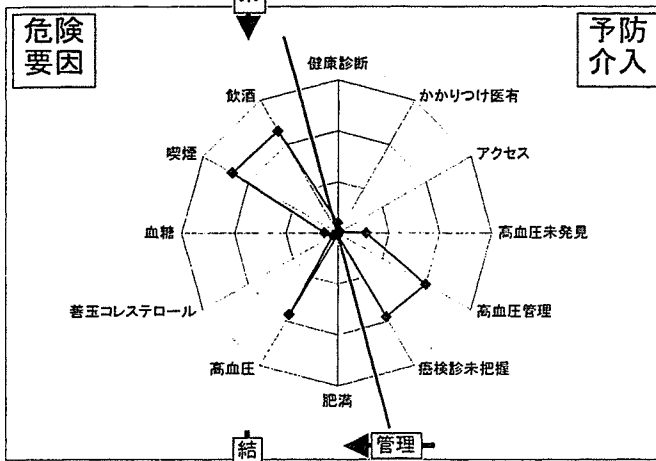 危険
要因
予防
介入
健康診断
飲酒
かかりつけ医有
喫煙
アクセス
血糖
高血圧未発見
善玉コレステロール
高血圧管理
高血圧
癌検診未把握
肥満
結
管理